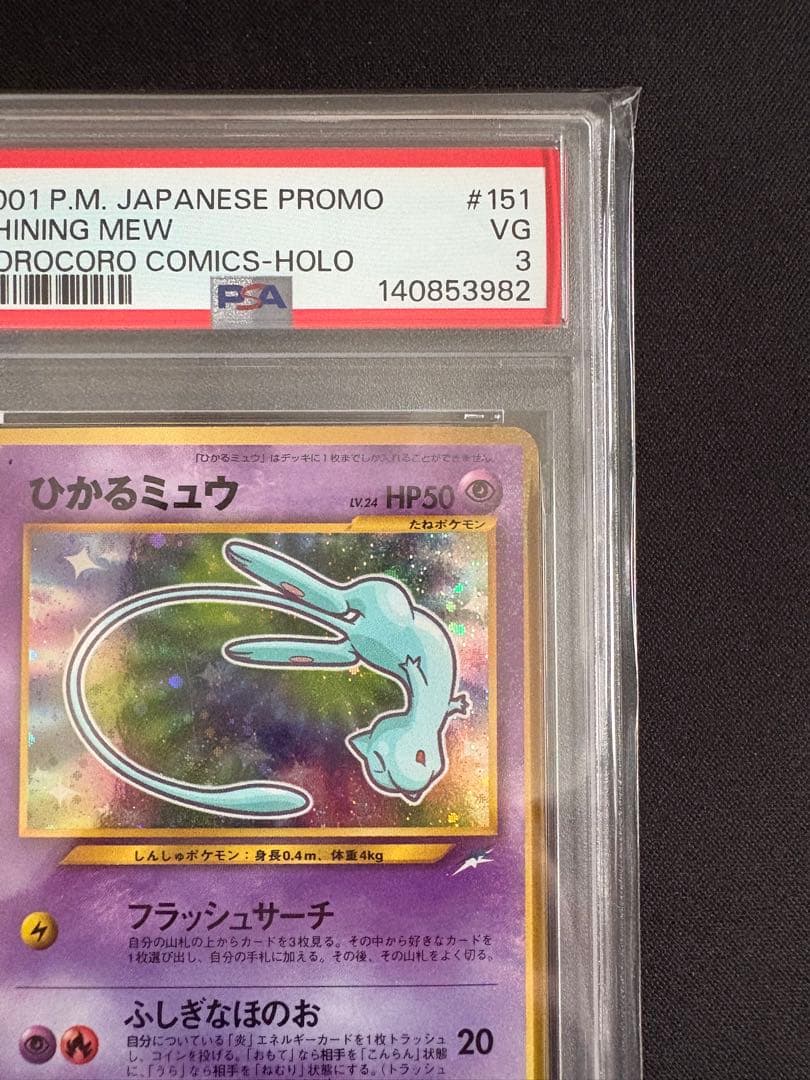 001 P.M. JAPANESE PROMO #151
HINING MEW VG
OROCORO COMICS-HOLO 3
PSA 140853982
「ひかるミュウ」はデッキに1枚までしか入れることができません。
ひかるミュウ LV.24 HP50
たねポケモン
しんしゅポケモン：身長0.4m、体重4kg
フラッシュサーチ
自分の山札の上からカードを3枚見る。その中から好きなカードを
1枚選び出し、自分の手札に加える。その後、その山札をよく切る。
ふしぎなほのお 20
自分についている「炎」エネルギーカードを1枚トラッシュ
し、コインを投げる。「おもて」なら相手を「こんらん」状態
に、「うら」なら相手を「ねむり」状態にする。（トラッシュ